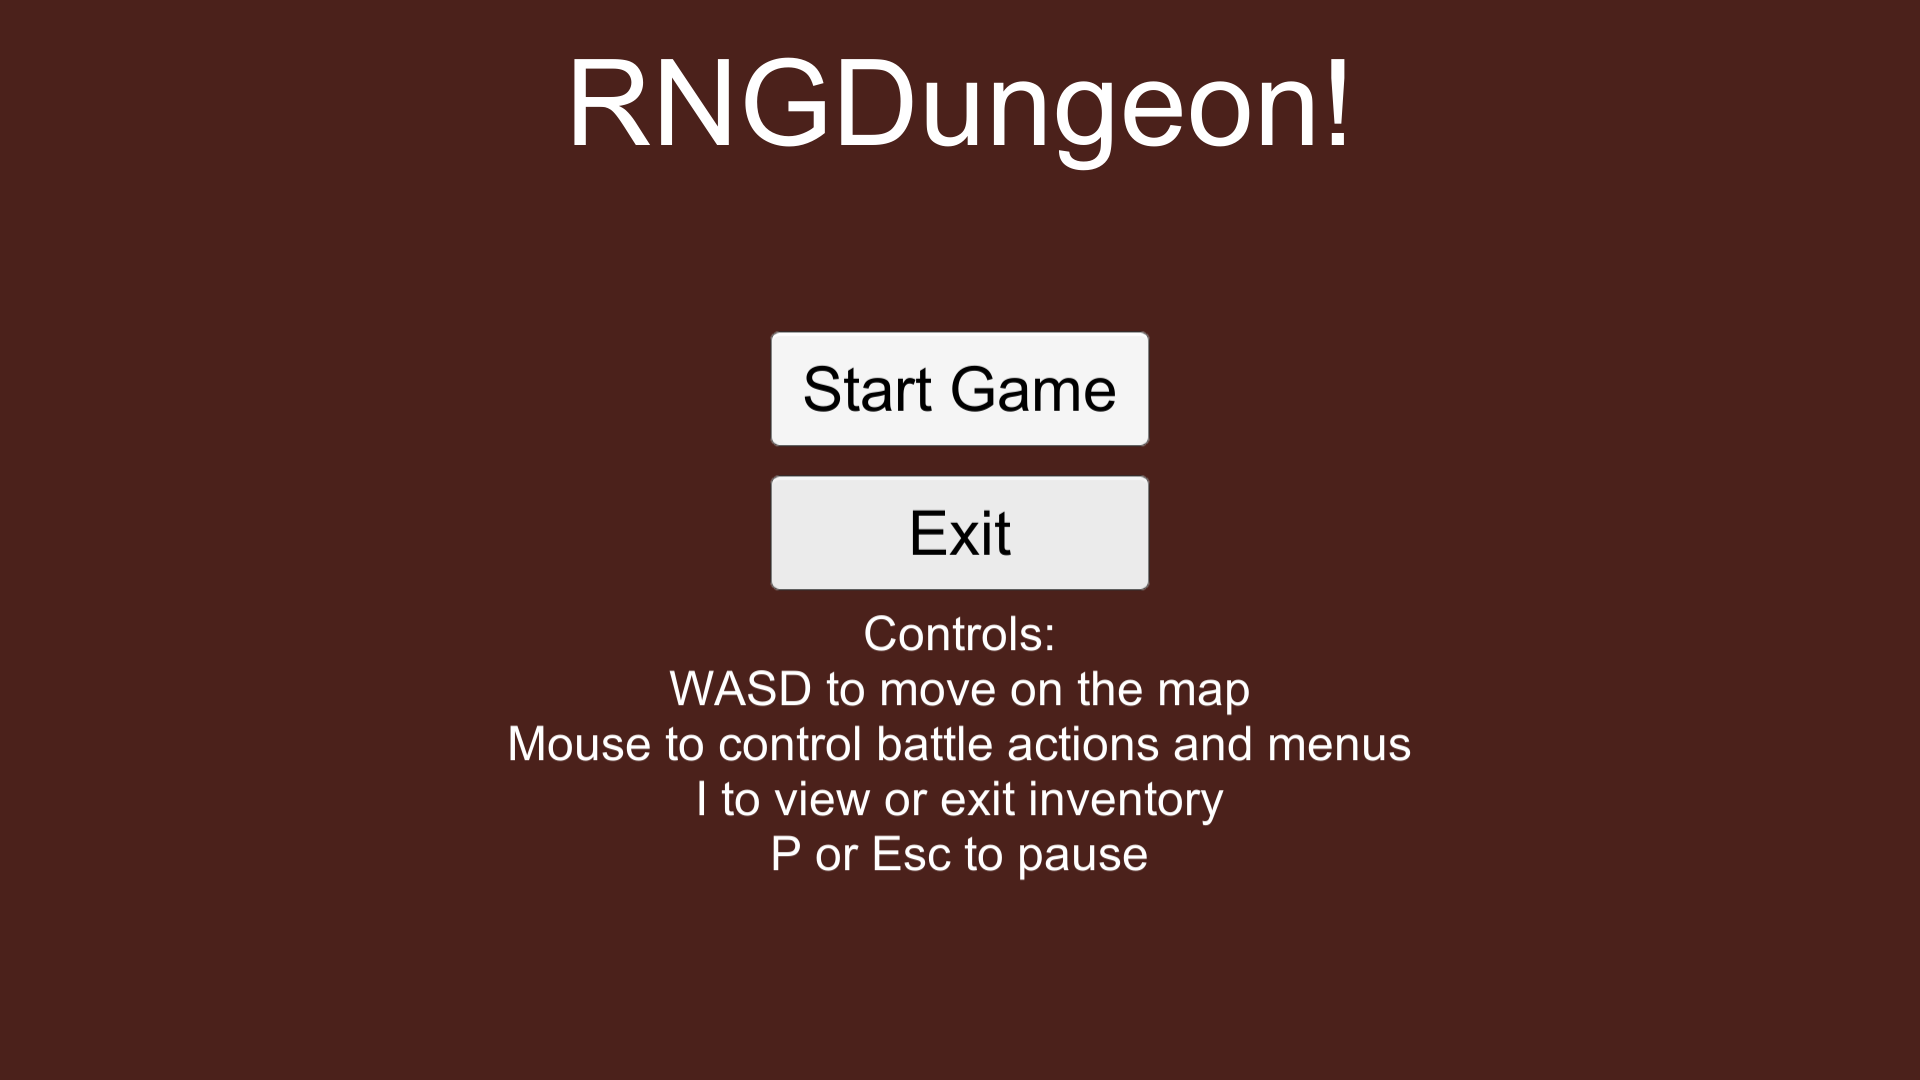 RNGDungeon!
Start Game
Exit
Controls:
WASD to move on the map
Mouse to control battle actions and menus
I to view or exit inventory
P or Esc to pause